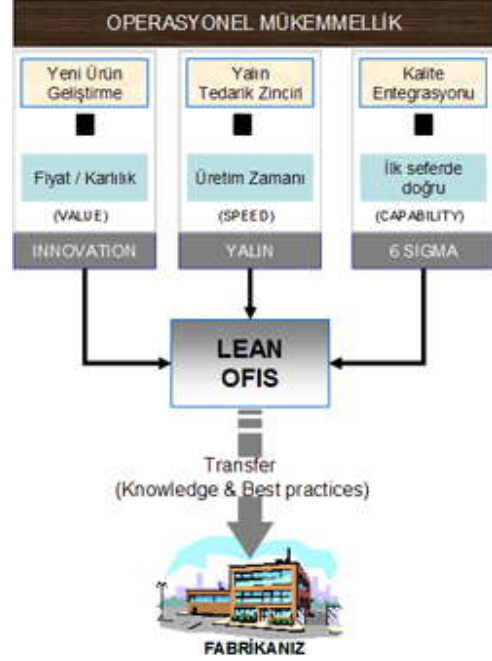 OPERASYONEL MÜKEMMELLİK
Yeni Ürün
Geliştirme
Yalın
Tedarik Zinciri
Kalite
Entegrasyonu
Fiyat / Karlılık
Üretim Zamanı
İlk seferde
doğru
(VALUE)
(SPEED)
(CAPABILITY)
INNOVATION
YALIN
6 SIGMA
LEAN
OFIS
Transfer
(Knowledge & Best practices)
FABRİKANIZ